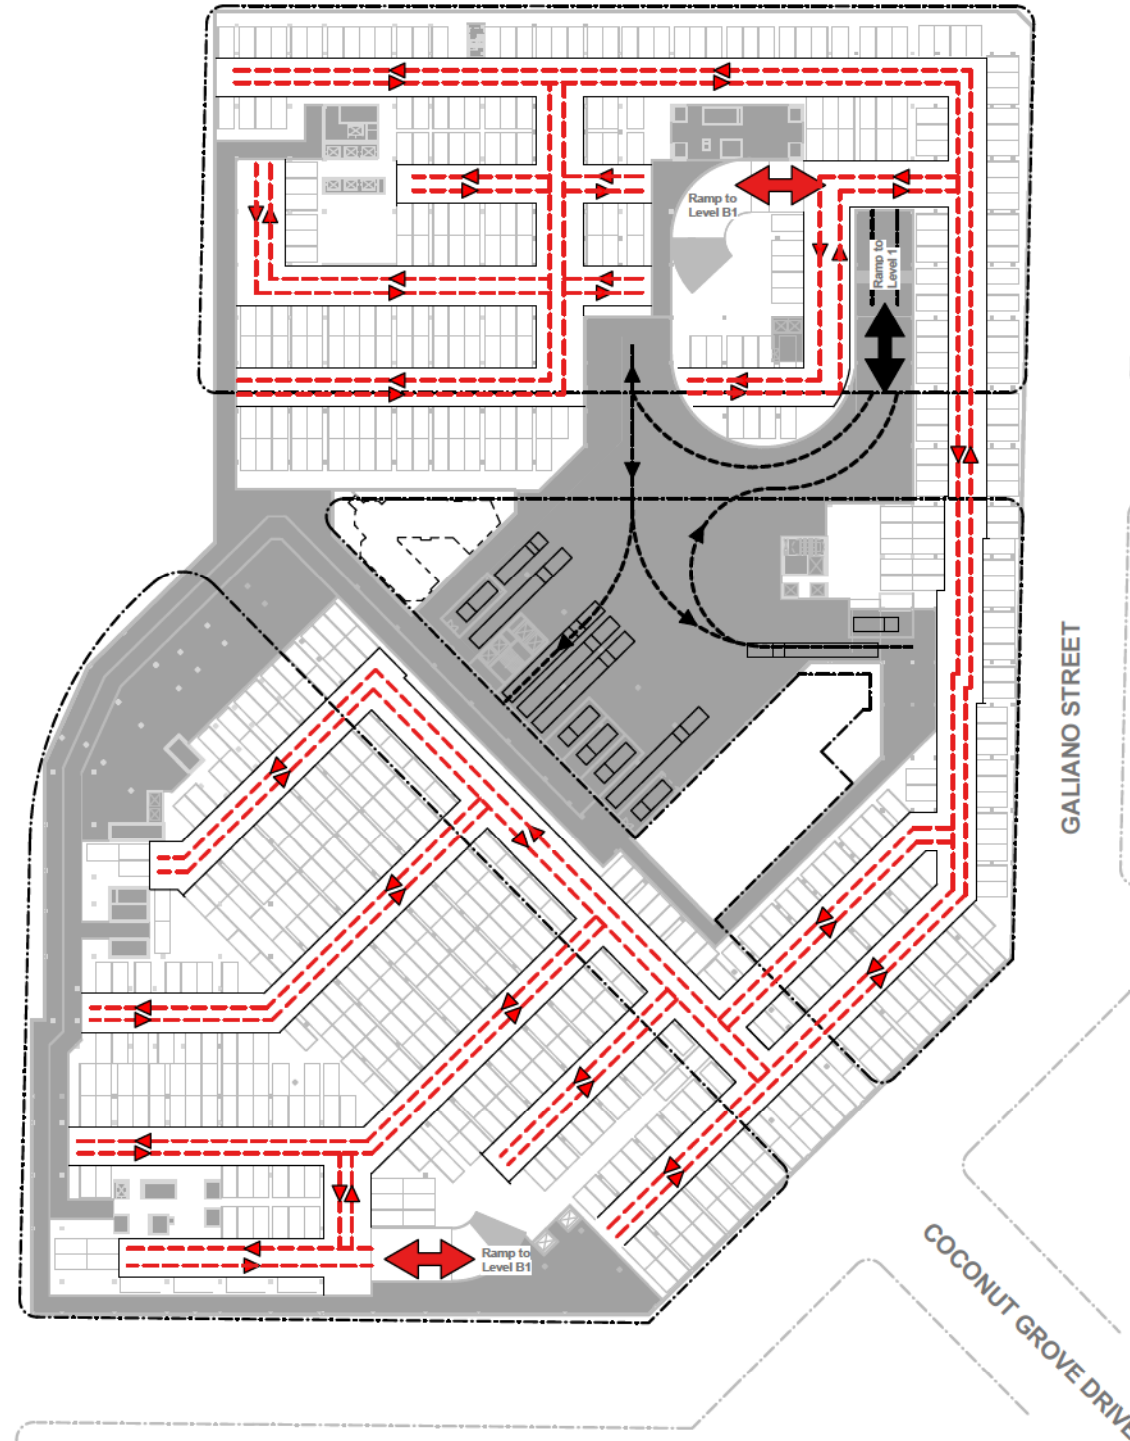 Ramp to
Level B1
Ramp to
Level 1
GALIANO STREET
COCONUT GROVE DRIVE
Ramp to
Level B1